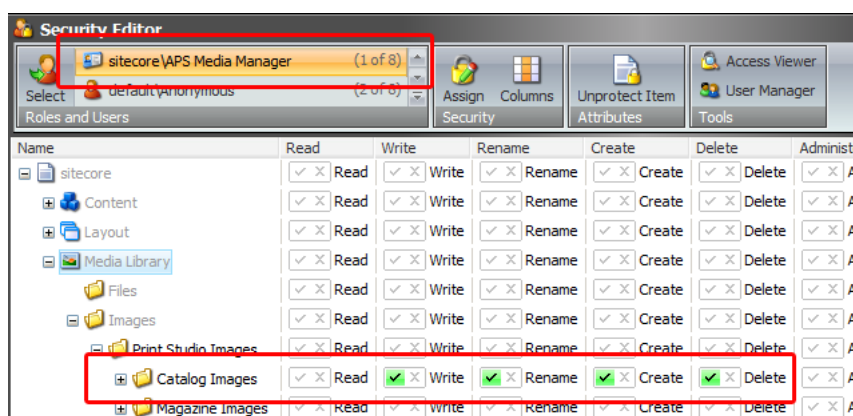 Security Editor
sitecore\APS Media Manager (1 of 8)
default\Anonymous (2 of 8)
Select Assign Columns Unprotect Item Access Viewer
User Manager
Roles and Users Security Attributes Tools
Name Read Write Rename Create Delete Administ
sitecore Read Write Rename Create Delete A
Content Read Write Rename Create Delete A
Layout Read Write Rename Create Delete A
Media Library Read Write Rename Create Delete A
Files Read Write Rename Create Delete A
Images Read Write Rename Create Delete A
Print Studio Images Read Write Rename Create Delete A
Catalog Images Read Write Rename Create Delete A
Magazine Images Read Write Rename Create Delete A